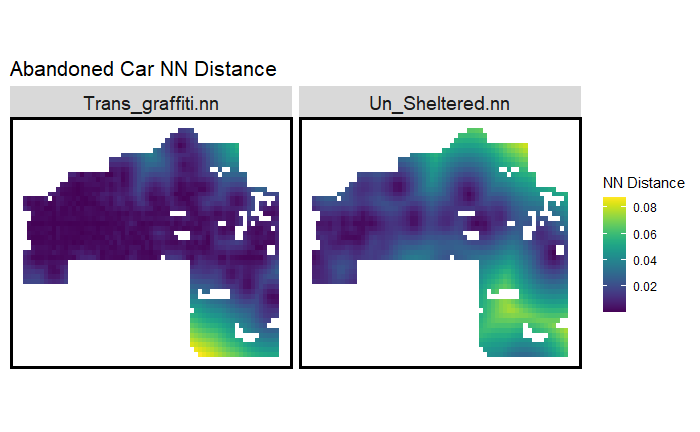 Abandoned Car NN Distance
Trans_graffiti.nn
Un_Sheltered.nn
NN Distance
0.08
0.06
0.04
0.02